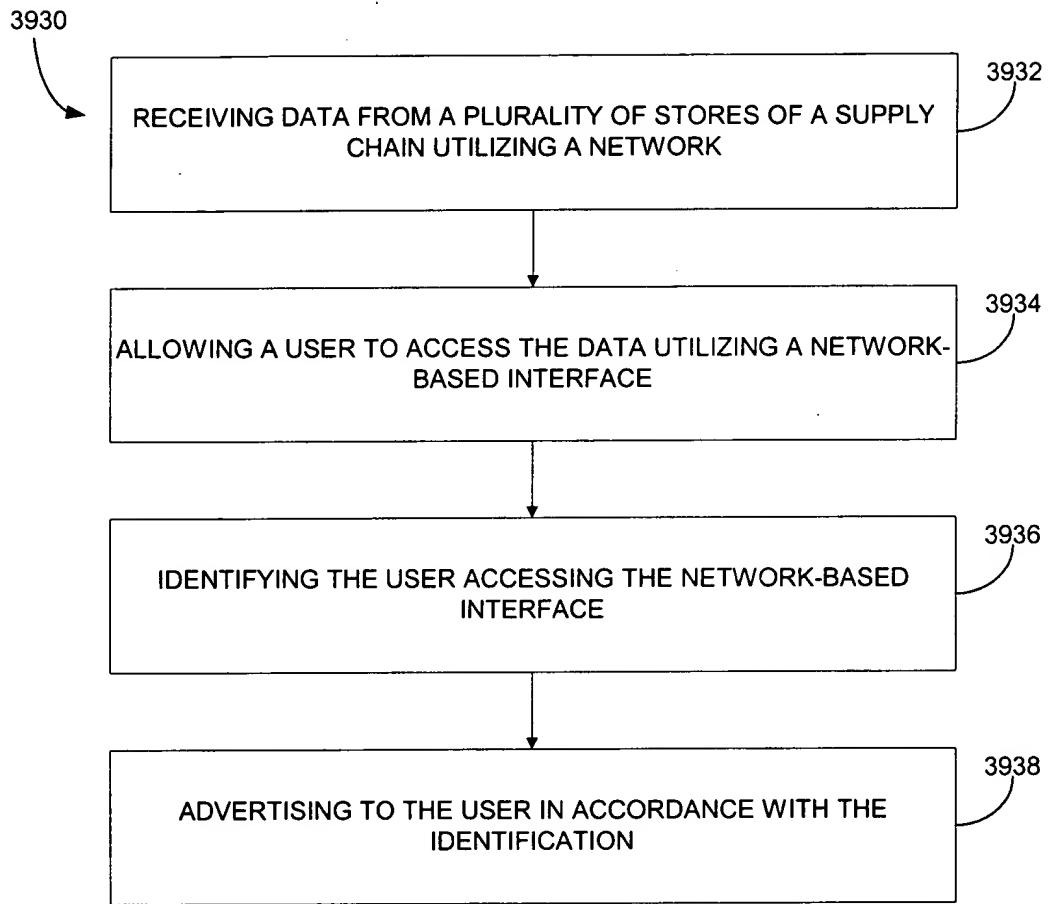 3930
3932
RECEIVING DATA FROM A PLURALITY OF STORES OF A SUPPLY
CHAIN UTILIZING A NETWORK
3934
ALLOWING A USER TO ACCESS THE DATA UTILIZING A NETWORK-
BASED INTERFACE
3936
IDENTIFYING THE USER ACCESSING THE NETWORK-BASED
INTERFACE
3938
ADVERTISING TO THE USER IN ACCORDANCE WITH THE
IDENTIFICATION